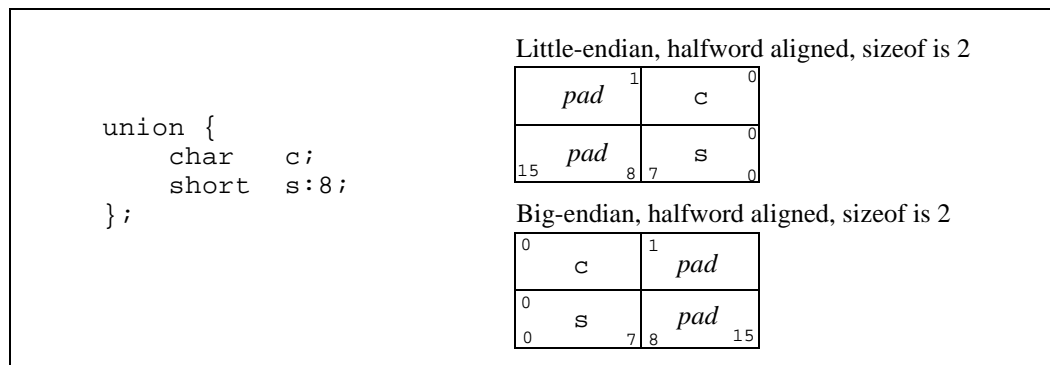 union {
char c;
short s:8;
};
Little-endian, halfword aligned, sizeof is 2
pad 1 c 0
pad s 0
15 8 7 0
Big-endian, halfword aligned, sizeof is 2
0 c 1 pad
0 s pad
0 7 8 15